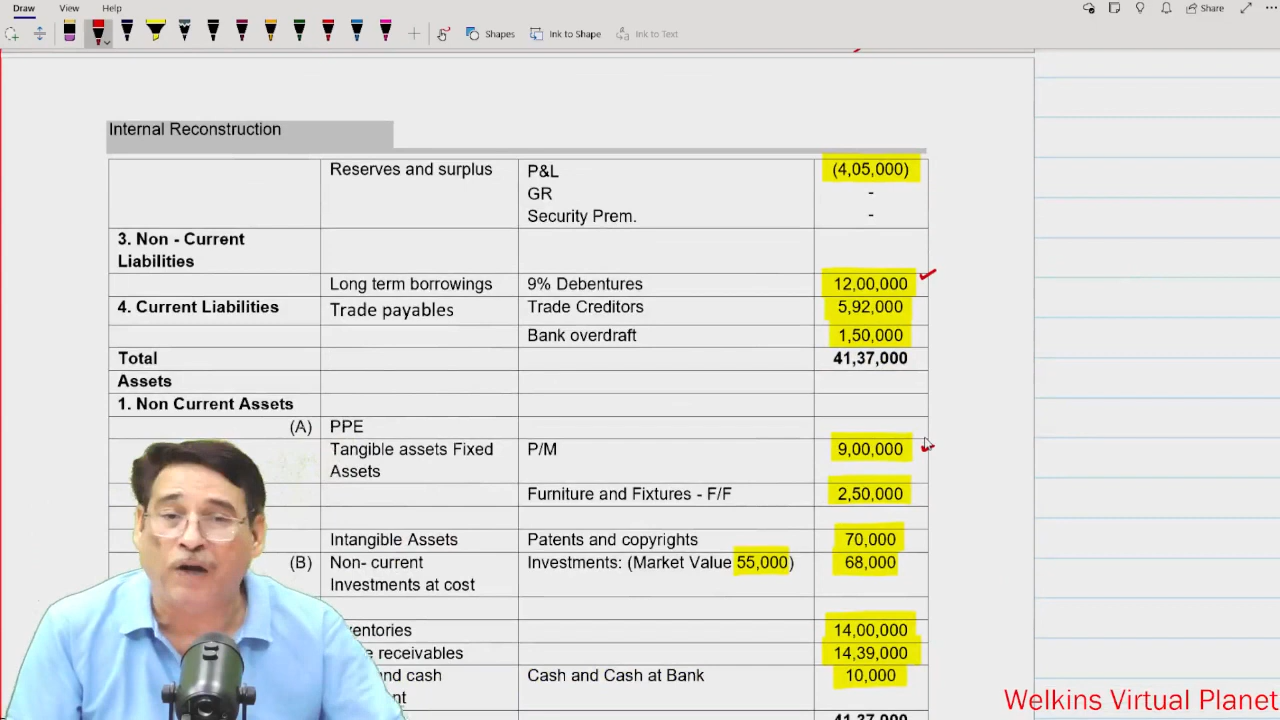 Draw View Help
Share
Shapes Ink to Shape Ink to Text
Internal Reconstruction
Reserves and surplus P&L (4,05,000)
GR -
Security Prem. -
3. Non - Current
Liabilities
Long term borrowings 9% Debentures 12,00,000
4. Current Liabilities Trade payables Trade Creditors 5,92,000
Bank overdraft 1,50,000
Total 41,37,000
Assets
1. Non Current Assets
(A) PPE
Tangible assets Fixed P/M 9,00,000
Assets
Furniture and Fixtures - F/F 2,50,000
Intangible Assets Patents and copyrights 70,000
(B) Non- current Investments: (Market Value 55,000) 68,000
Investments at cost
ventories 14,00,000
e receivables 14,39,000
nd cash Cash and Cash at Bank 10,000
nt
41,37,000
Welkins Virtual Planet